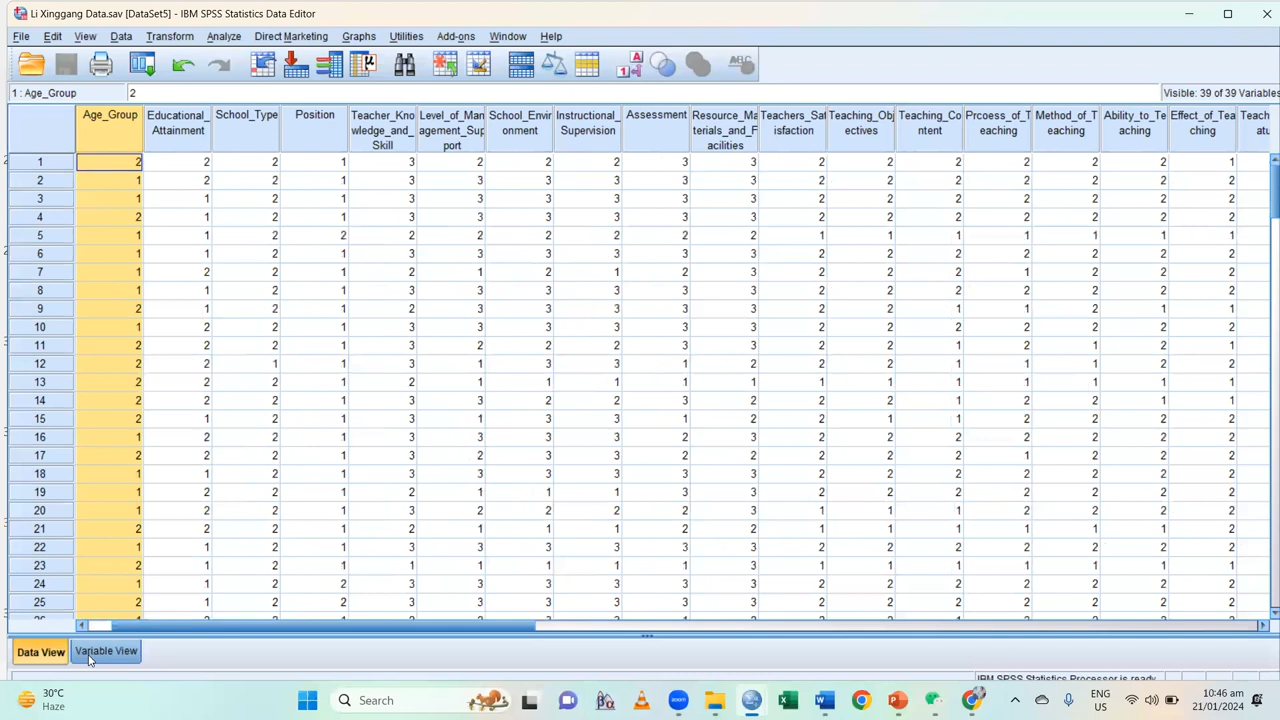 Li Xinggang Data.sav [DataSet5] - IBM SPSS Statistics Data Editor
File Edit View Data Transform Analyze Direct Marketing Graphs Utilities Add-ons Window Help
1 : Age_Group 2 Visible: 39 of 39 Variables
Age_Group Educational_Attainment School_Type Position Teacher_Knowledge_and_Skill Level_of_Management_Support School_Environment Instructional_Supervision Assessment Resource_Materials_and_Facilities Teachers_Satisfaction Teaching_Objectives Teaching_Content Prcoess_of_Teaching Method_of_Teaching Ability_to_Teaching Effect_of_Teaching Teach
1 2 2 2 1 3 2 2 2 3 3 2 2 2 2 2 2 1
2 1 2 2 1 3 3 3 3 3 3 2 2 2 2 2 2 2
3 1 1 2 1 3 3 3 3 3 3 2 2 2 2 2 2 2
4 2 1 2 1 3 3 3 3 3 3 2 2 2 2 2 2 2
5 1 1 2 2 2 2 2 2 2 2 1 1 1 1 1 1 1
6 1 1 2 1 3 3 3 3 3 3 2 2 2 2 2 2 2
7 1 2 2 1 3 1 2 1 2 3 2 2 2 1 2 2 2
8 1 1 2 1 3 3 3 3 3 3 2 2 2 2 2 2 2
9 2 1 2 1 2 3 3 3 3 3 2 2 1 1 2 1 1
10 1 2 2 1 3 3 3 3 3 3 2 2 2 2 2 2 2
11 2 2 2 1 3 2 3 3 3 3 2 2 2 1 2 2 2
12 2 2 1 1 3 1 3 3 1 3 2 2 1 1 2 2 2
13 2 2 2 1 2 1 1 1 1 1 1 1 1 1 1 1 1
14 2 2 2 1 3 3 2 2 3 3 2 2 2 1 2 1 1
15 2 1 2 1 3 1 3 3 1 2 2 1 1 2 2 2 2
16 1 2 2 1 3 3 3 3 2 3 2 2 2 2 2 2 2
17 2 2 2 1 3 2 3 3 2 3 2 2 2 1 2 2 2
18 1 1 2 1 3 3 3 3 3 3 2 2 2 2 2 2 2
19 1 2 2 1 2 1 1 1 3 3 2 2 2 2 2 2 2
20 1 2 2 1 3 2 2 2 2 3 1 1 1 2 2 2 2
21 2 2 2 1 2 1 1 1 2 2 1 1 1 1 1 1 1
22 1 1 2 1 3 3 3 3 3 3 2 2 2 2 2 2 2
23 2 1 2 1 1 1 1 1 1 3 1 1 1 1 1 1 1
24 1 1 2 2 3 3 3 3 3 3 2 2 2 2 2 2 2
25 2 1 2 2 3 3 3 3 3 3 2 2 2 2 2 2 2
Data View Variable View
IBM SPSS Statistics Processor is ready
30°C
Haze
Search
ENG
US
10:46 am
21/01/2024